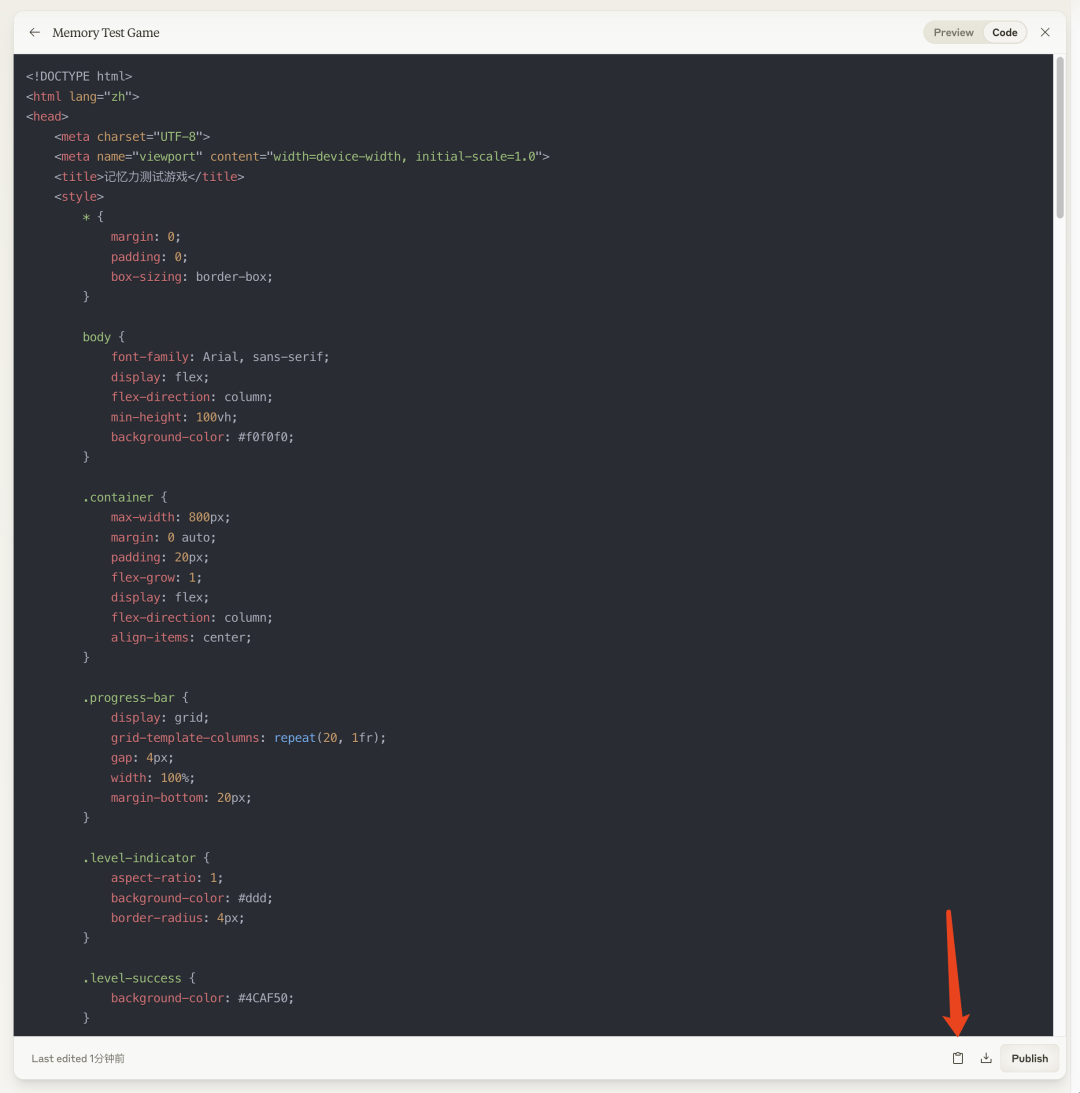 Memory Test Game
Preview
Code
<!DOCTYPE html>
<html lang="zh">
<head>
    <meta charset="UTF-8">
    <meta name="viewport" content="width=device-width, initial-scale=1.0">
    <title>记忆力测试游戏</title>
    <style>
        * {
            margin: 0;
            padding: 0;
            box-sizing: border-box;
        }

        body {
            font-family: Arial, sans-serif;
            display: flex;
            flex-direction: column;
            min-height: 100vh;
            background-color: #f0f0f0;
        }

        .container {
            max-width: 800px;
            margin: 0 auto;
            padding: 20px;
            flex-grow: 1;
            display: flex;
            flex-direction: column;
            align-items: center;
        }

        .progress-bar {
            display: grid;
            grid-template-columns: repeat(20, 1fr);
            gap: 4px;
            width: 100%;
            margin-bottom: 20px;
        }

        .level-indicator {
            aspect-ratio: 1;
            background-color: #ddd;
            border-radius: 4px;
        }

        .level-success {
            background-color: #4CAF50;
        }
Last edited 1分钟前
Publish